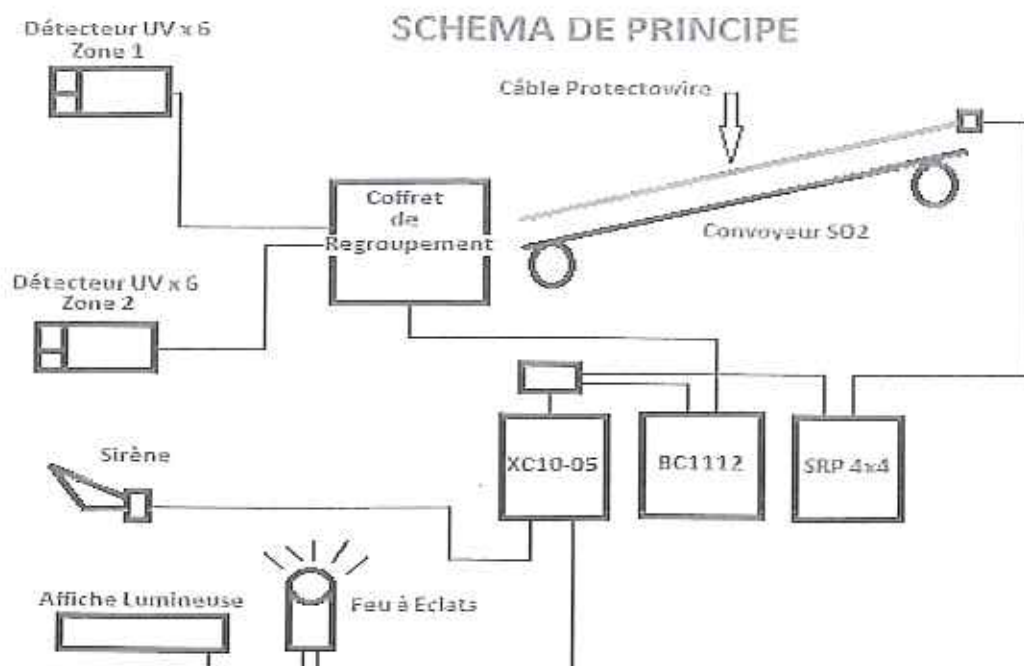 SCHEMA DE PRINCIPE
Détecteur UV x 6
Zone 1
Câble Protectowire
Coffret
de
Regroupement
Convoyeur SO2
Détecteur UV x 6
Zone 2
XC10-05
BC1112
SRP 4x4
Sirène
Affiche Lumineuse
Feu à Eclats